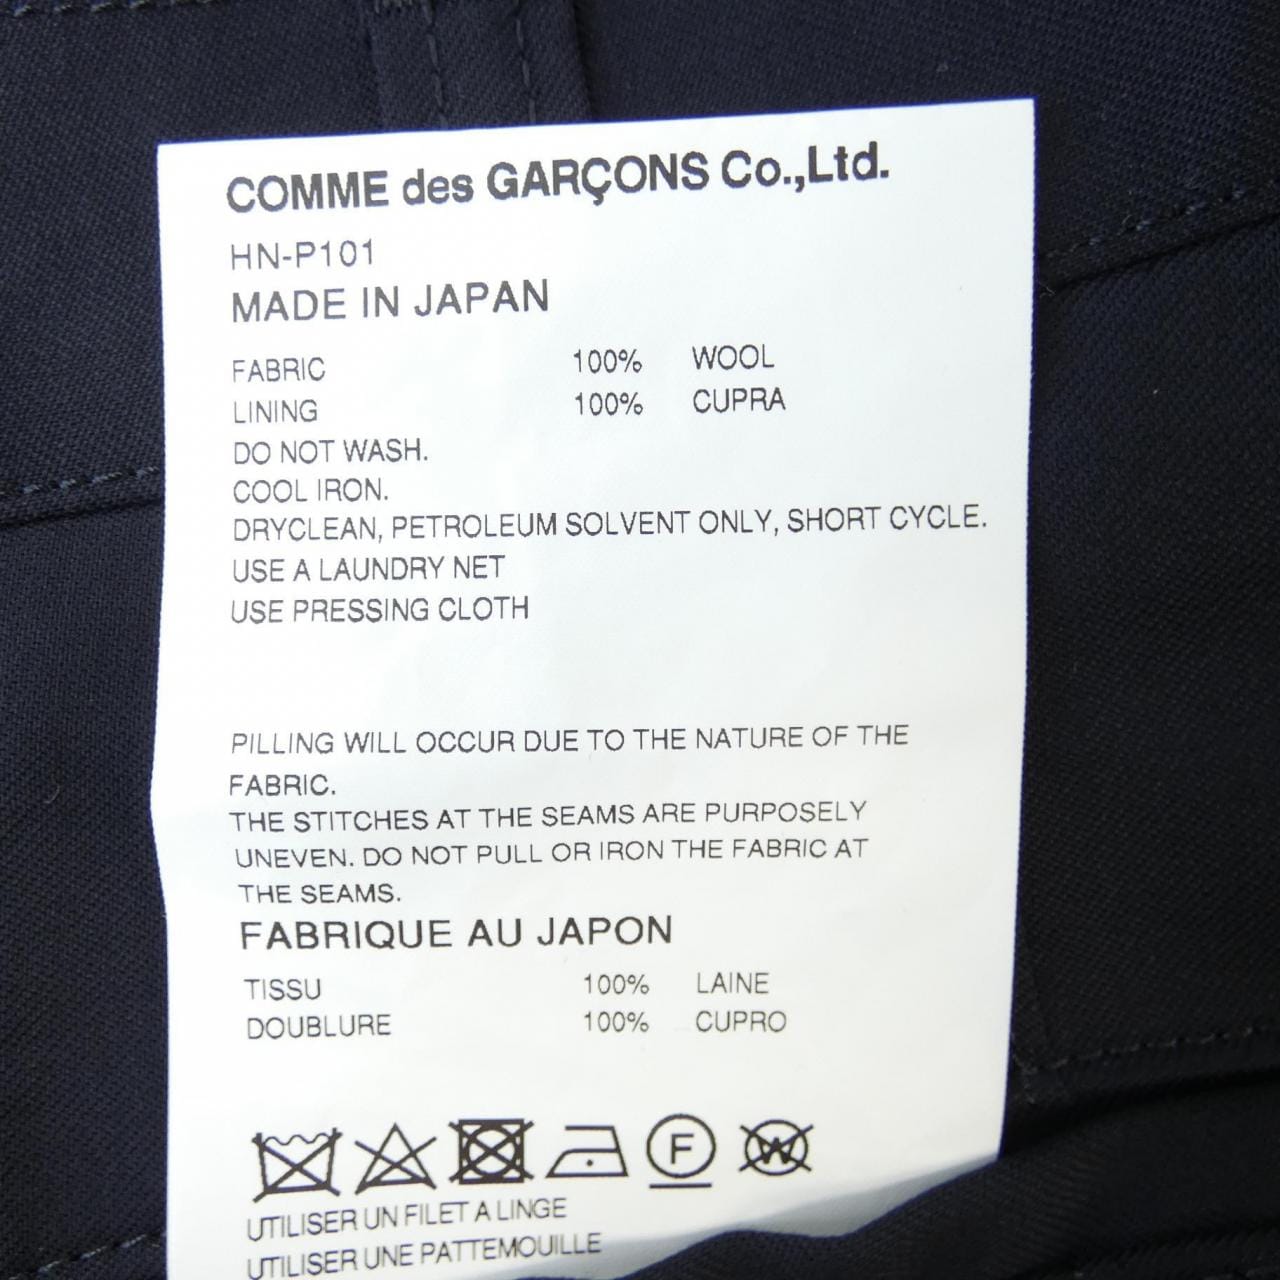 COMME des GARÇONS Co.,Ltd.
HN-P101
MADE IN JAPAN
FABRIC 100% WOOL
LINING 100% CUPRA
DO NOT WASH.
COOL IRON.
DRYCLEAN, PETROLEUM SOLVENT ONLY, SHORT CYCLE.
USE A LAUNDRY NET
USE PRESSING CLOTH
PILLING WILL OCCUR DUE TO THE NATURE OF THE
FABRIC.
THE STITCHES AT THE SEAMS ARE PURPOSELY
UNEVEN. DO NOT PULL OR IRON THE FABRIC AT
THE SEAMS.
FABRIQUE AU JAPON
TISSU 100% LAINE
DOUBLURE 100% CUPRO
F W
UTILISER UN FILET A LINGE
UTILISER UNE PATTEMOUILLE